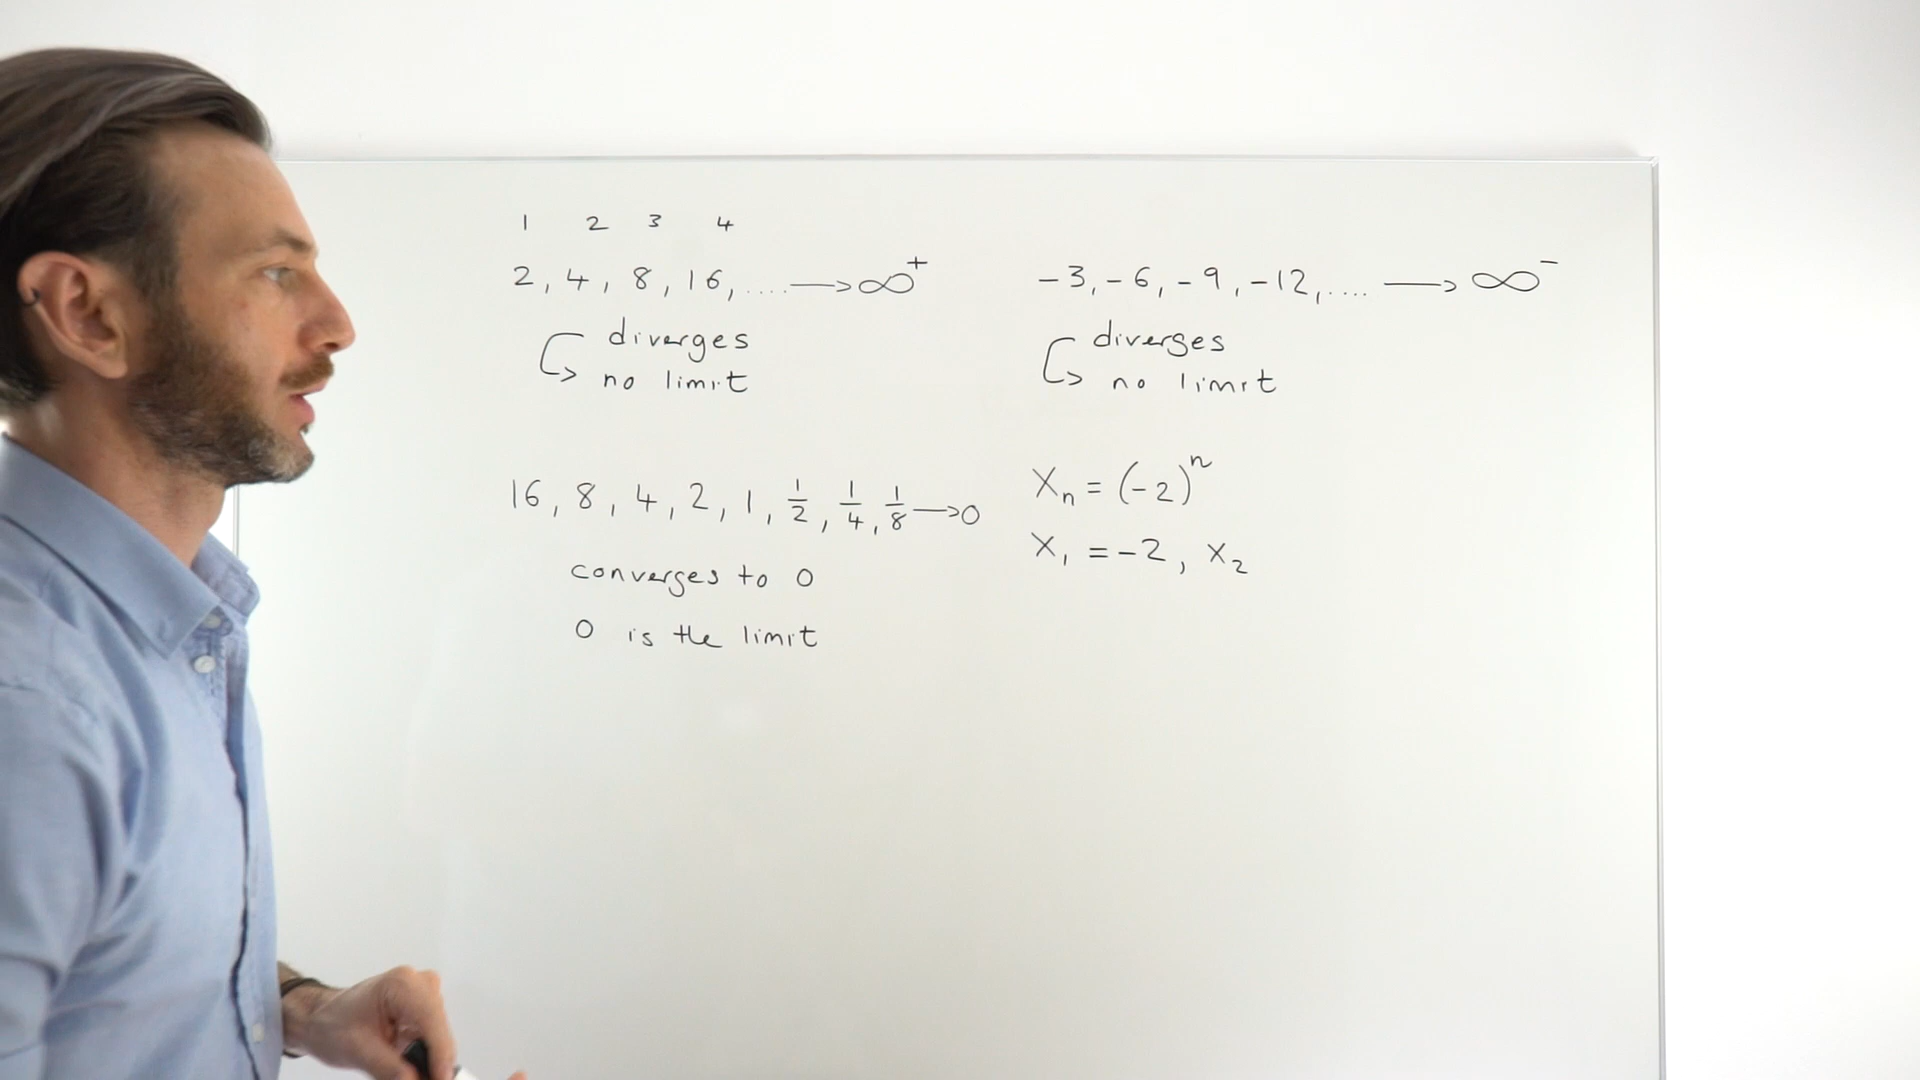 1 2 3 4
2, 4, 8, 16, .... → ∞⁺
diverges
no limit
-3, -6, -9, -12, .... → ∞⁻
diverges
no limit
16, 8, 4, 2, 1, 1/2, 1/4, 1/8 → 0
converges to 0
0 is the limit
Xₙ = (-2)ⁿ
X₁ = -2, X₂